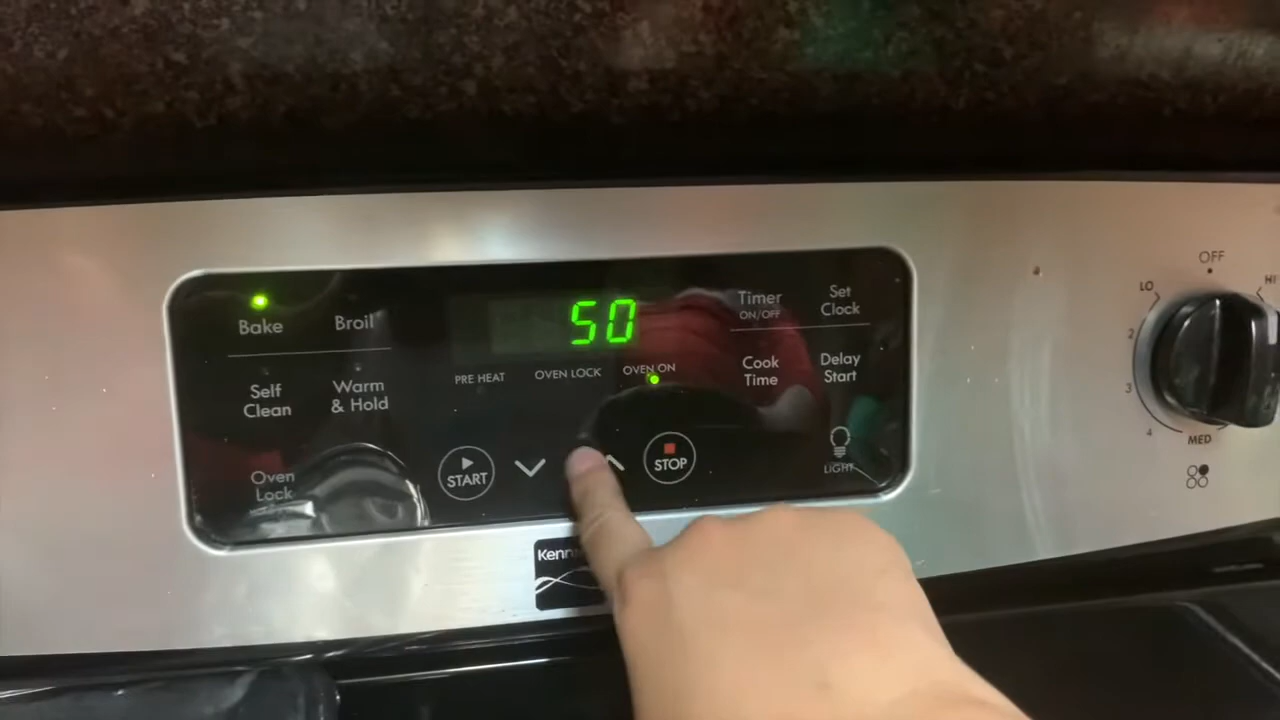 50
Bake
Broil
Timer
ON/OFF
Set
Clock
PRE HEAT
OVEN LOCK
OVEN ON
Self
Clean
Warm
& Hold
Cook
Time
Delay
Start
Oven
Lock
START
STOP
LIGHT
OFF
LO
HI
2
3
4
MED